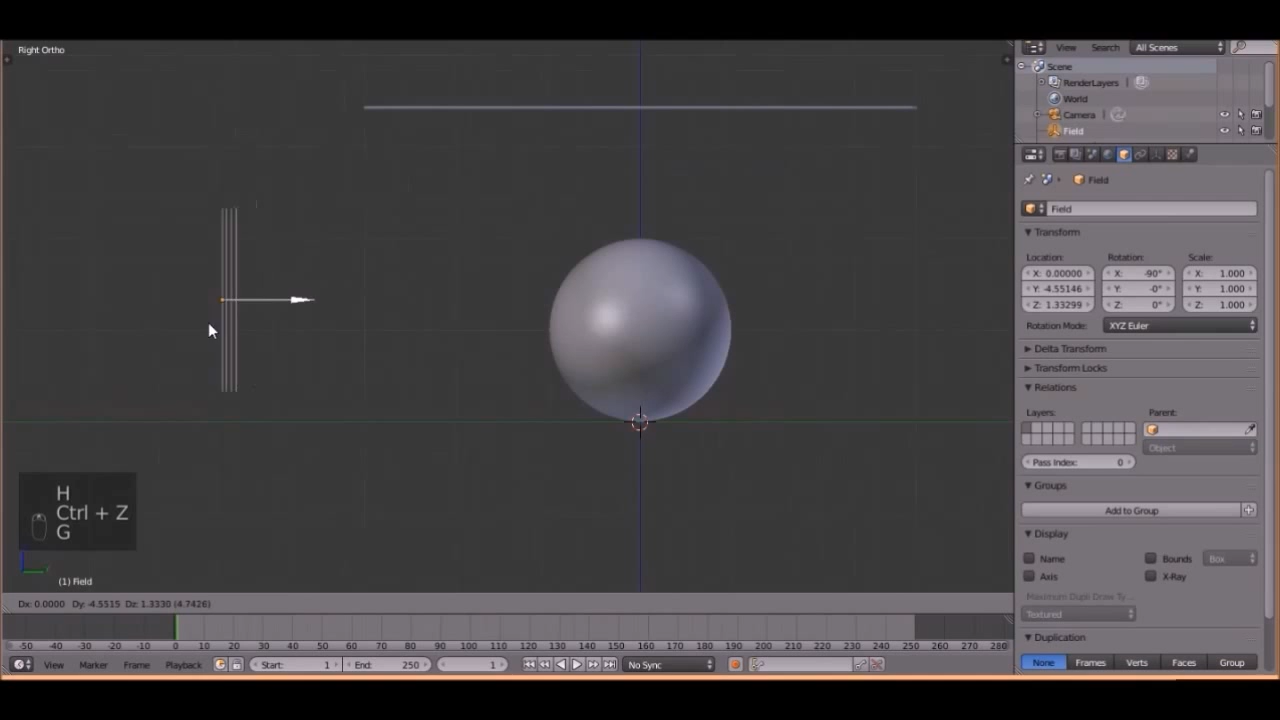 Right Ortho
View Search All Scenes
Scene
RenderLayers
World
Camera
Field
Field
Field
Transform
Location: Rotation: Scale:
X: 0.00000 X: -90° X: 1.000
Y: -4.55146 Y: -0° Y: 1.000
Z: 1.33299 Z: 0° Z: 1.000
Rotation Mode: XYZ Euler
Delta Transform
Transform Locks
Relations
Layers: Parent:
Object
Pass Index: 0
Groups
Add to Group
Display
Name Bounds Box
Axis X-Ray
Maximum Dupli Draw Ty...
Textured
Duplication
None Frames Verts Faces Group
H
Ctrl + Z
G
(1) Field
Dx: 0.0000 Dy: -4.5515 Dz: 1.3330 (4.7426)
-50 -40 -30 -20 -10 0 10 20 30 40 50 60 70 80 90 100 110 120 130 140 150 160 170 180 190 200 210 220 230 240 250 260 270 280
View Marker Frame Playback Start: 1 End: 250 1 No Sync